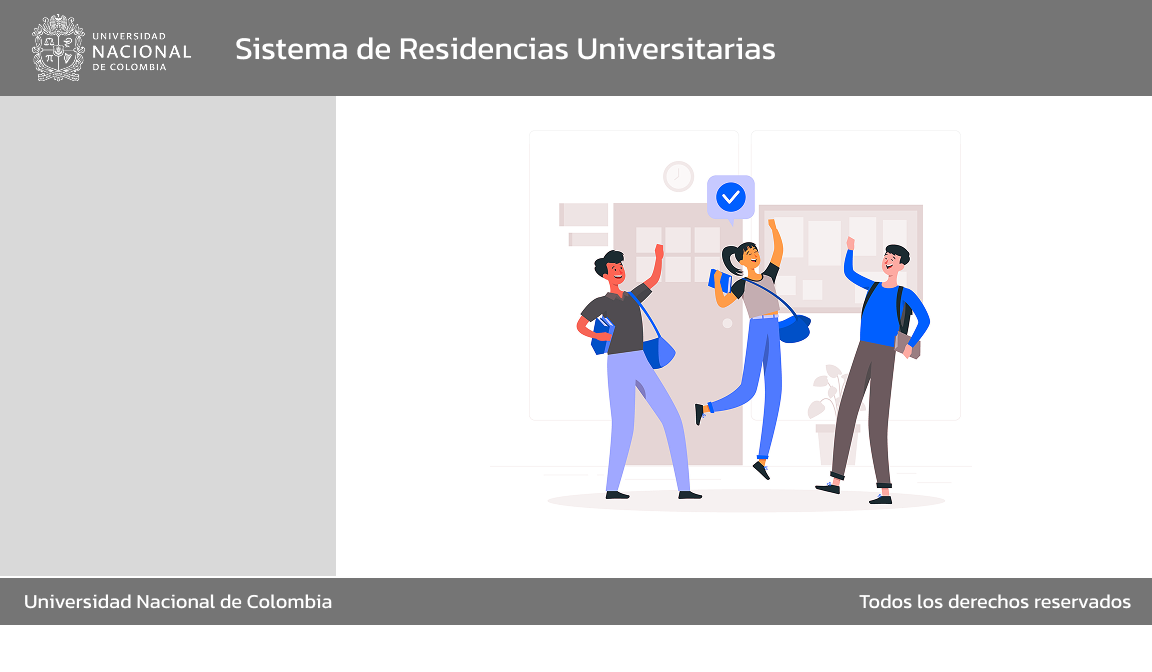 UNIVERSIDAD
NACIONAL
DE COLOMBIA
Sistema de Residencias Universitarias
Universidad Nacional de Colombia
Todos los derechos reservados